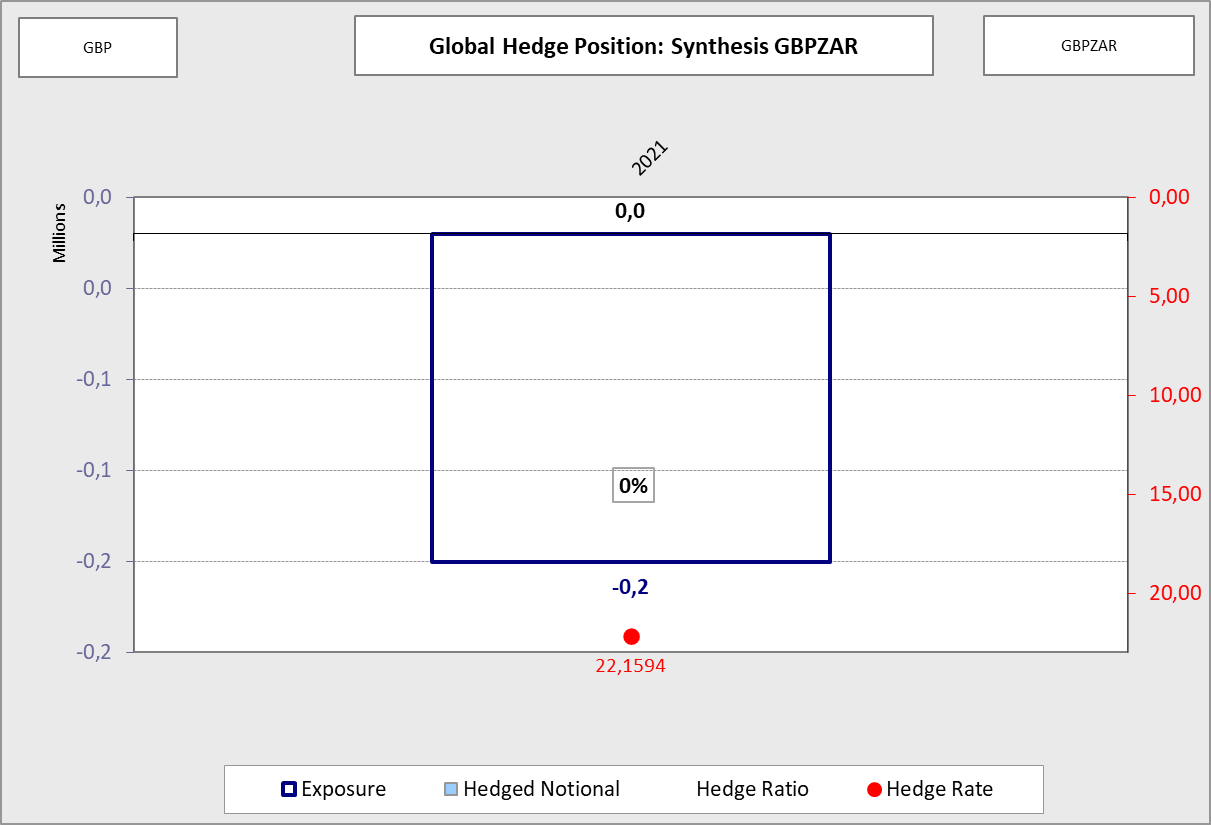 GBP
Global Hedge Position: Synthesis GBPZAR
GBPZAR
2021
Millions
0,0
0,0
-0,1
-0,1
-0,2
-0,2
0,0
0%
-0,2
22,1594
0,00
5,00
10,00
15,00
20,00
Exposure
Hedged Notional
Hedge Ratio
Hedge Rate